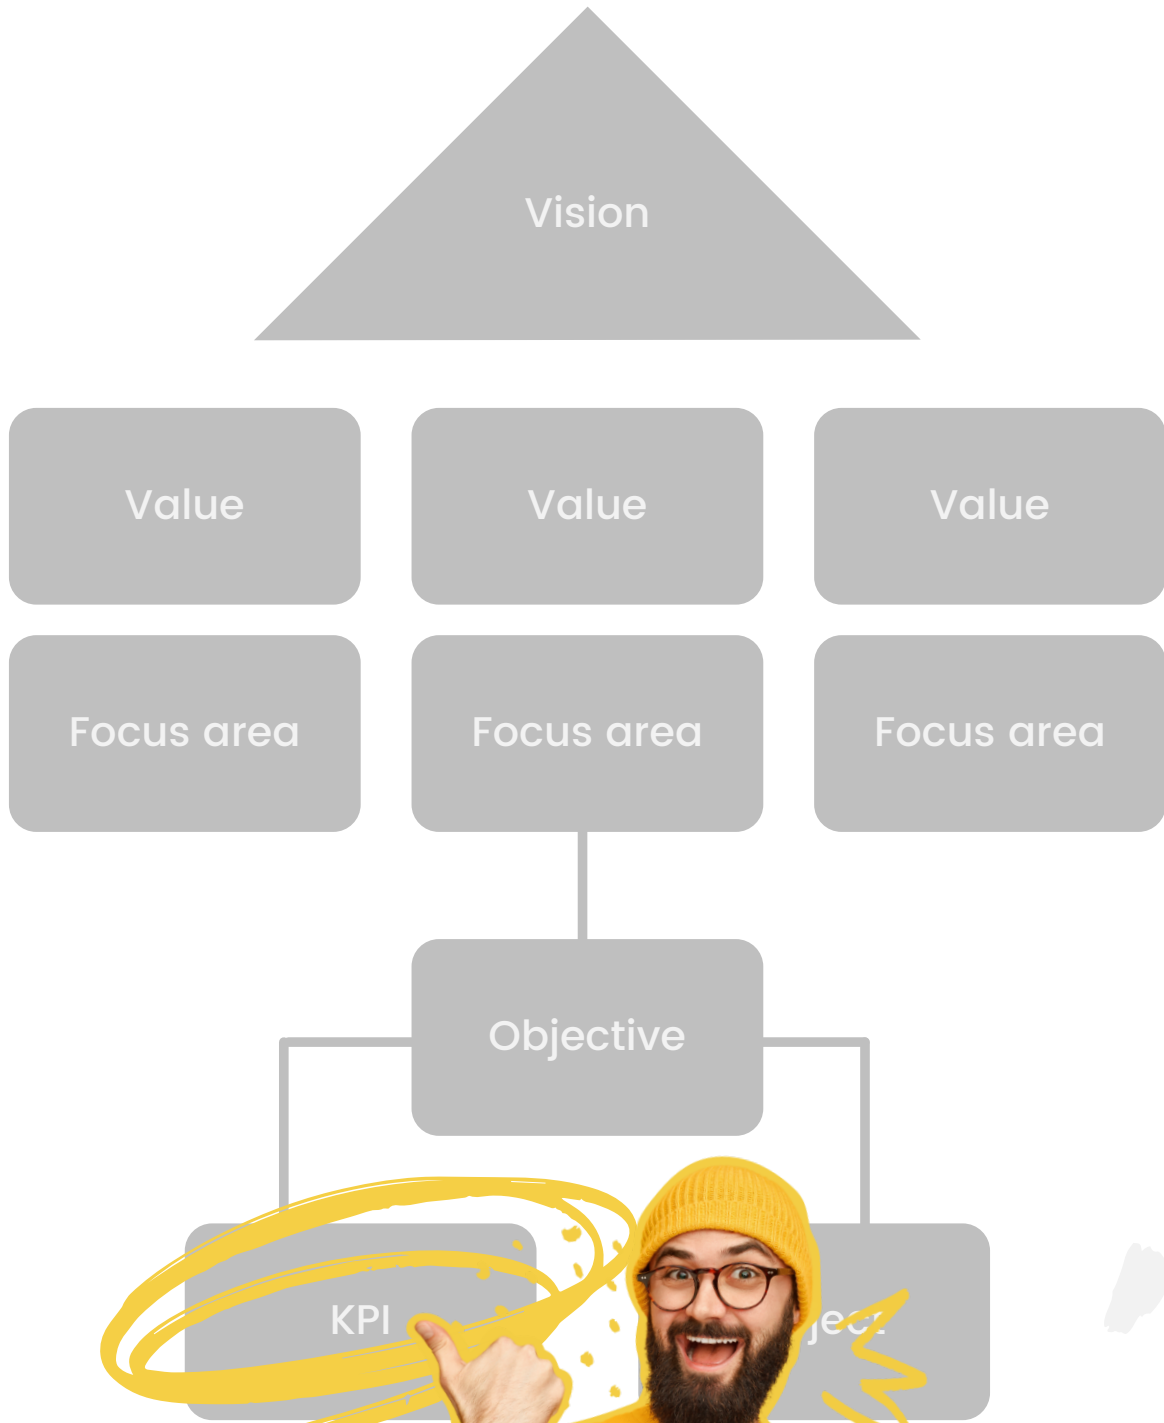 Vision
Value Value Value
Focus area Focus area Focus area
Objective
KPI